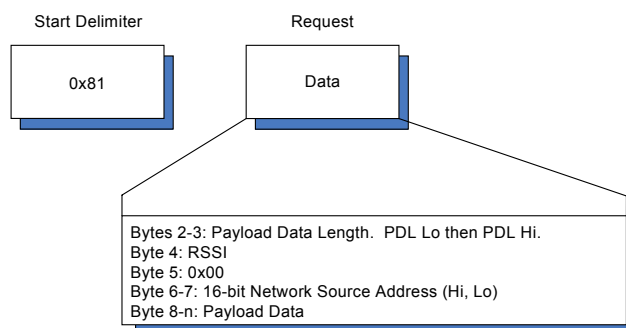 Start Delimiter
Request
0x81
Data
Bytes 2-3: Payload Data Length.  PDL Lo then PDL Hi.
Byte 4: RSSI
Byte 5: 0x00
Byte 6-7: 16-bit Network Source Address (Hi, Lo)
Byte 8-n: Payload Data